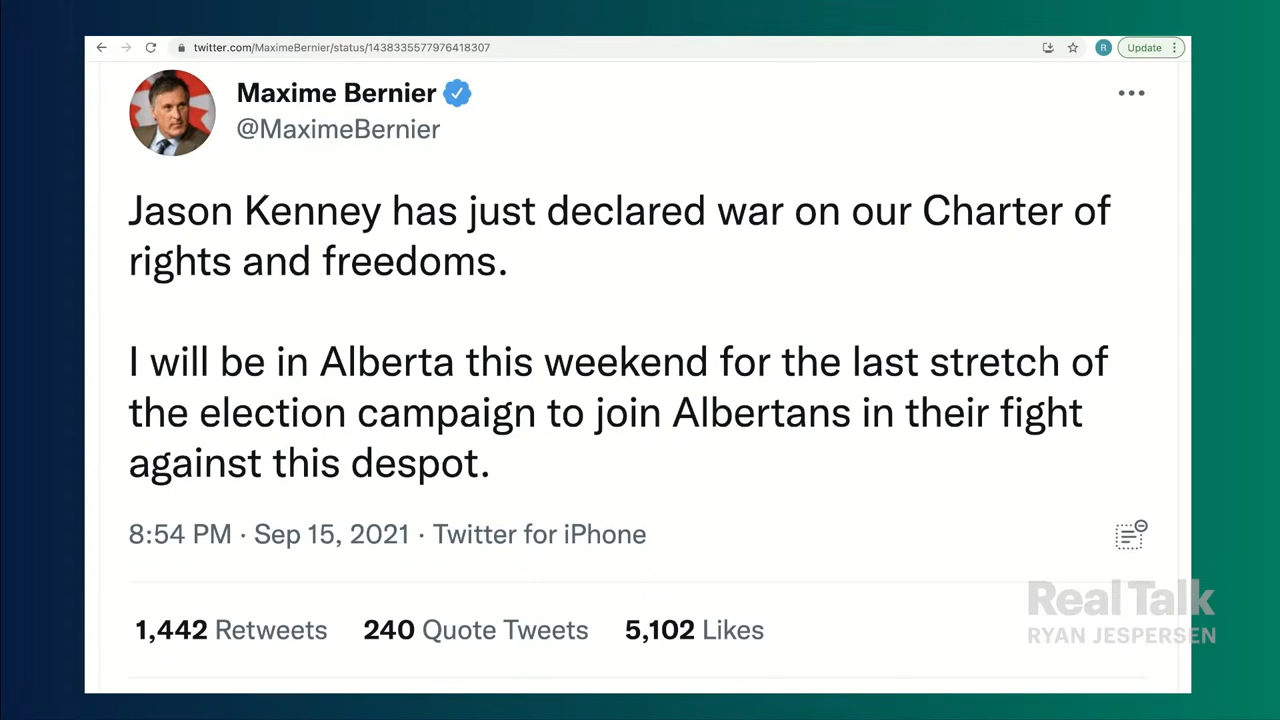 twitter.com/MaximeBernier/status/1438335577976418307
R
Update
Maxime Bernier
@MaximeBernier
Jason Kenney has just declared war on our Charter of
rights and freedoms.
I will be in Alberta this weekend for the last stretch of
the election campaign to join Albertans in their fight
against this despot.
8:54 PM · Sep 15, 2021 · Twitter for iPhone
1,442 Retweets 240 Quote Tweets 5,102 Likes
Real Talk
RYAN JESPERSEN